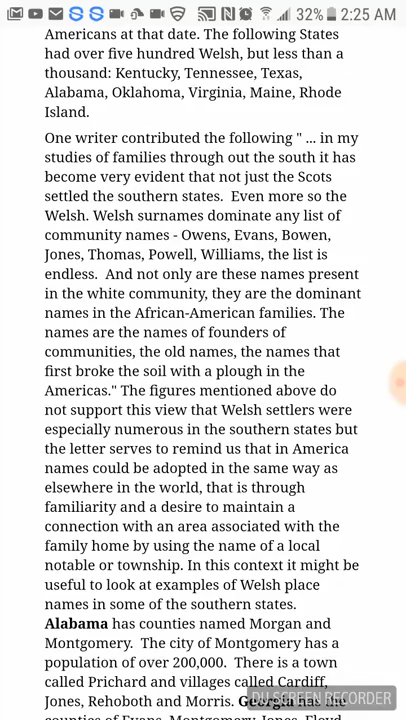 32% 2:25 AM
Americans at that date. The following States
had over five hundred Welsh, but less than a
thousand: Kentucky, Tennessee, Texas,
Alabama, Oklahoma, Virginia, Maine, Rhode
Island.
One writer contributed the following " ... in my
studies of families through out the south it has
become very evident that not just the Scots
settled the southern states.  Even more so the
Welsh. Welsh surnames dominate any list of
community names - Owens, Evans, Bowen,
Jones, Thomas, Powell, Williams, the list is
endless.  And not only are these names present
in the white community, they are the dominant
names in the African-American families. The
names are the names of founders of
communities, the old names, the names that
first broke the soil with a plough in the
Americas." The figures mentioned above do
not support this view that Welsh settlers were
especially numerous in the southern states but
the letter serves to remind us that in America
names could be adopted in the same way as
elsewhere in the world, that is through
familiarity and a desire to maintain a
connection with an area associated with the
family home by using the name of a local
notable or township. In this context it might be
useful to look at examples of Welsh place
names in some of the southern states.
Alabama has counties named Morgan and
Montgomery.  The city of Montgomery has a
population of over 200,000.  There is a town
called Prichard and villages called Cardiff,
Jones, Rehoboth and Morris. Georgia has the
DU SCREEN RECORDER
counties of Evans, Montgomery, Jones, Floyd